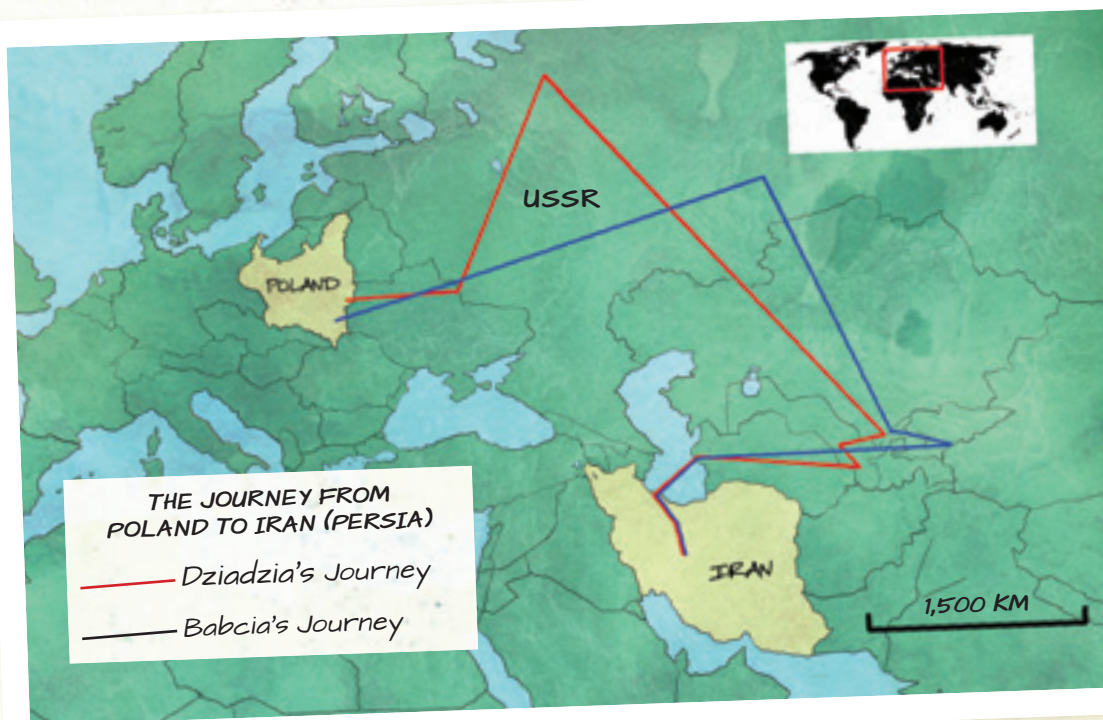 USSR
POLAND
THE JOURNEY FROM
POLAND TO IRAN (PERSIA)
Dziadzia's Journey
Babcia's Journey
IRAN
1,500 KM